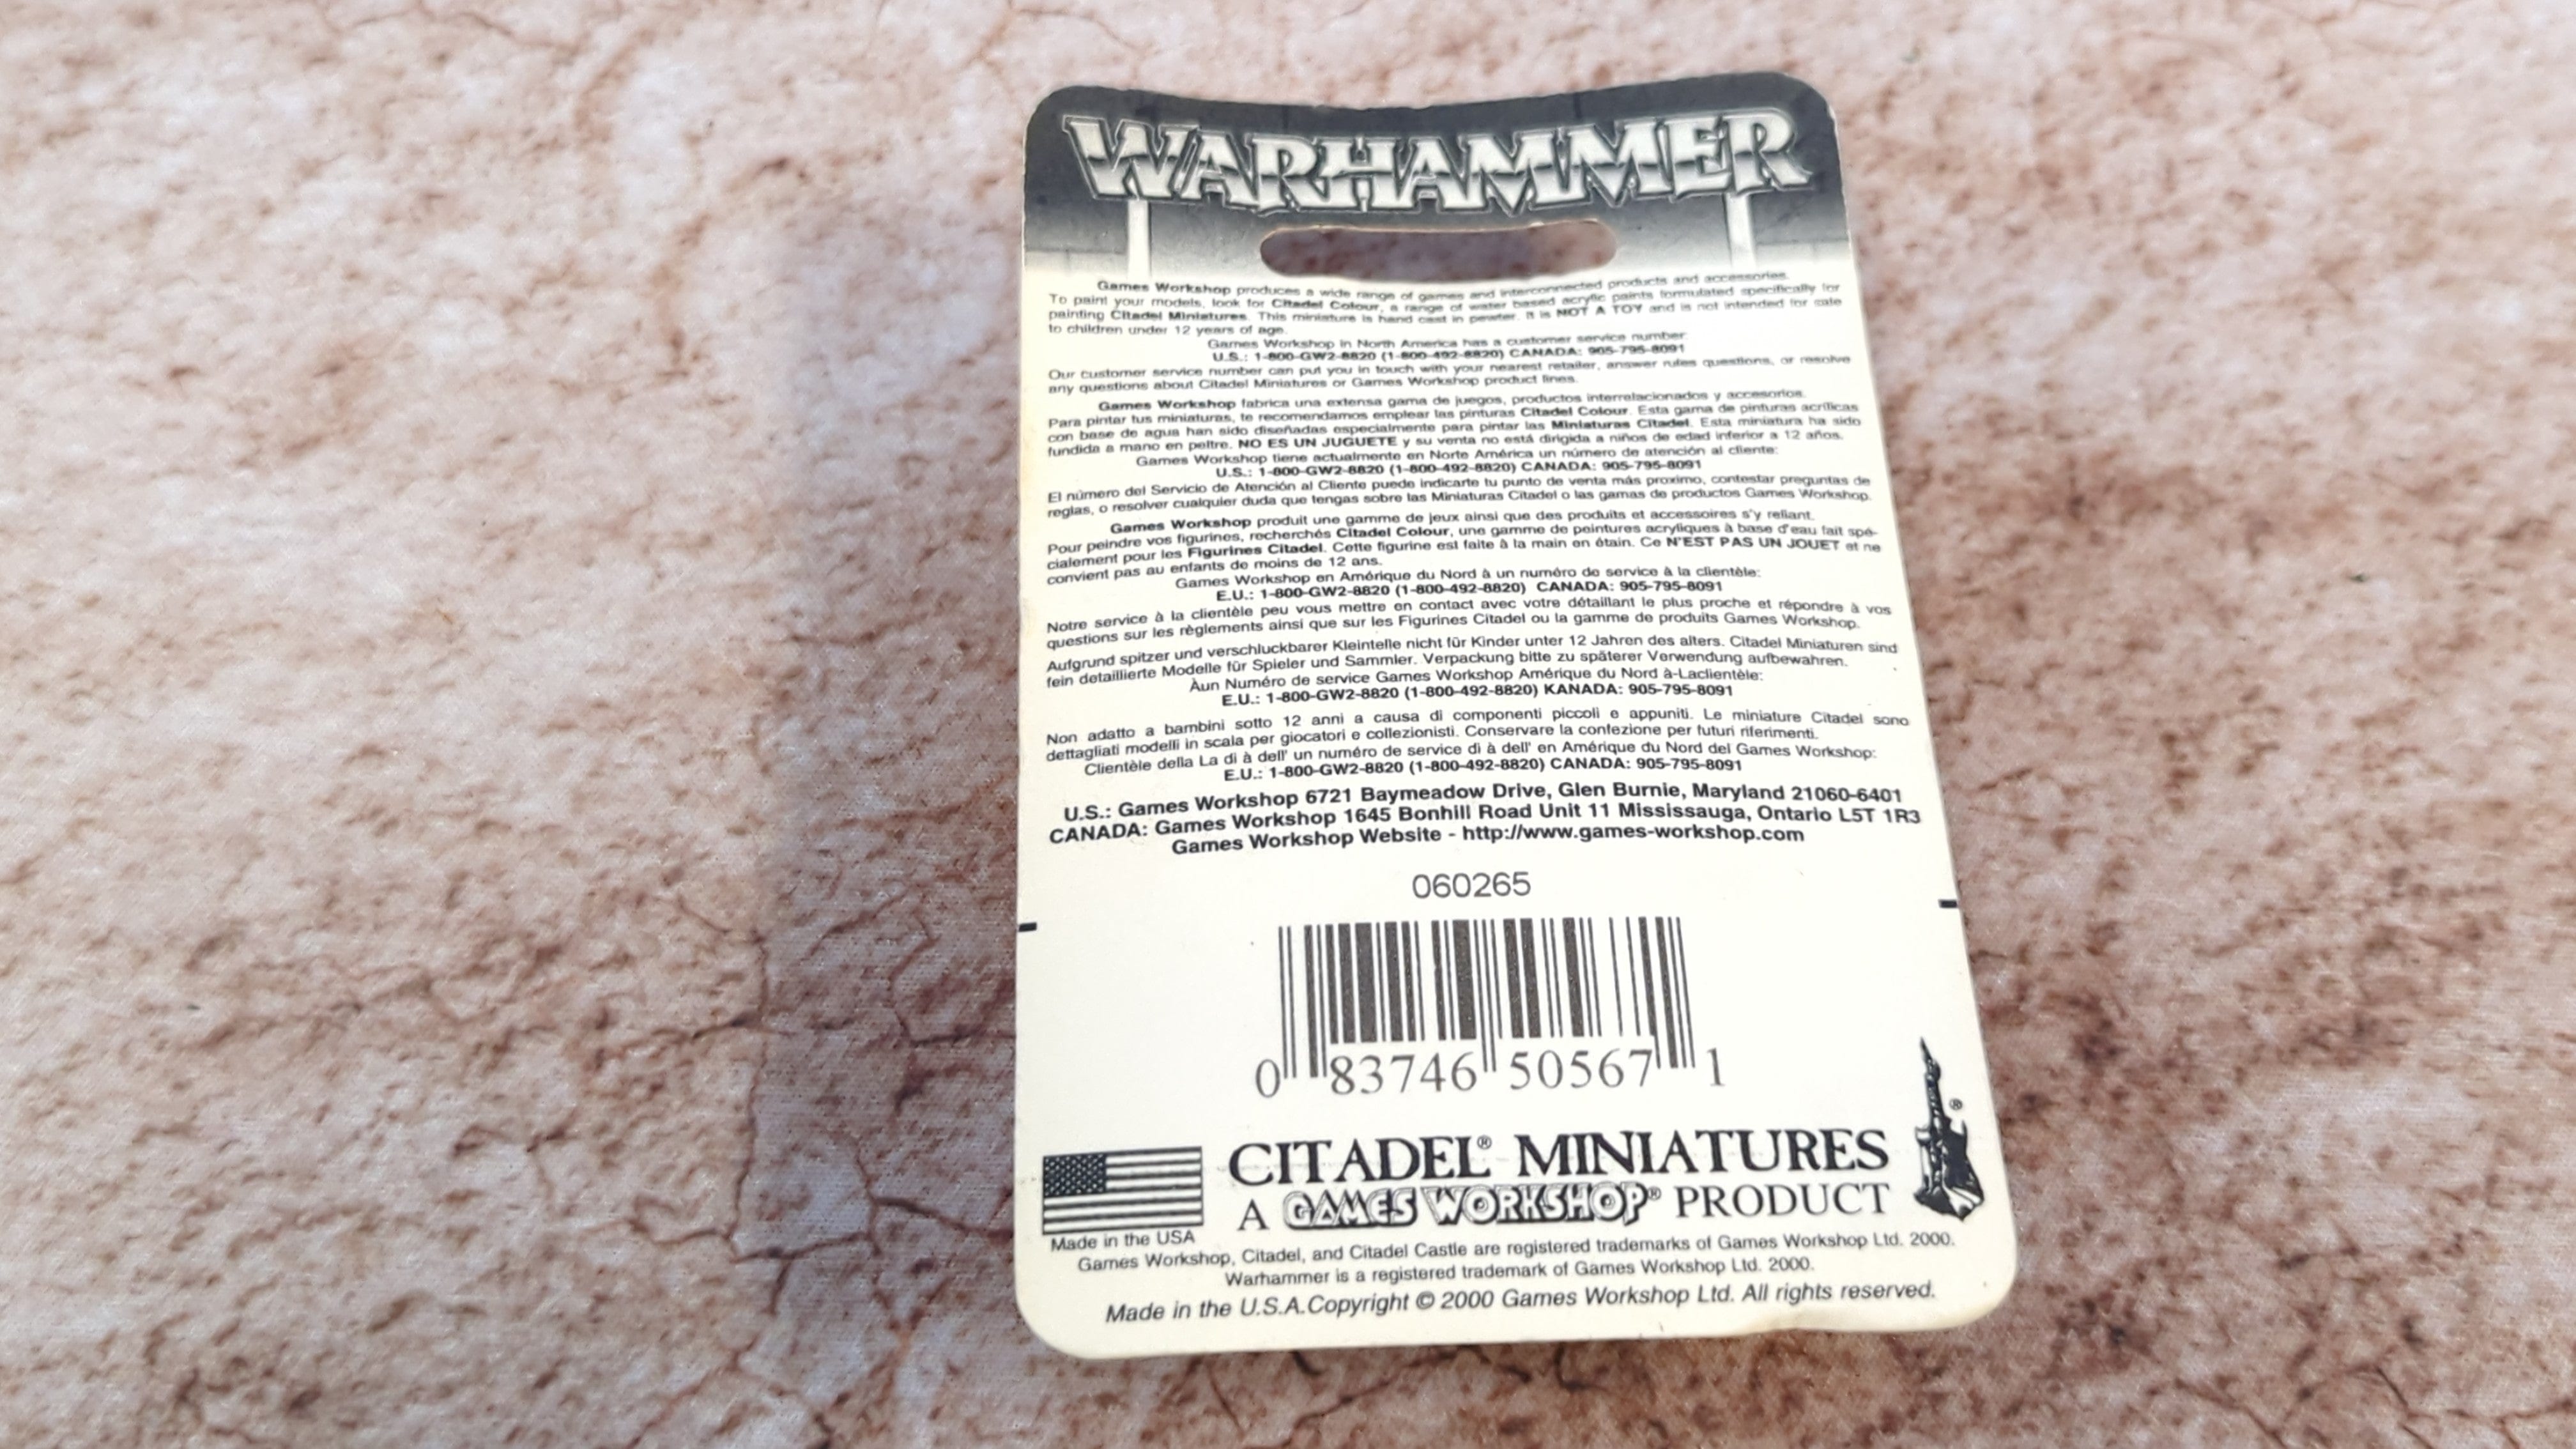 WARHAMMER
Games Workshop produces a wide range of games and interconnected products and accessories.
To paint your models, look for Citadel Colour, a range of water based acrylic paints formulated specifically for
painting Citadel Miniatures. This miniature is hand cast in pewter. It is NOT A TOY and is not intended for sale
to children under 12 years of age.
Games Workshop in North America has a customer service number:
U.S.: 1-800-GW2-8820 (1-800-492-8820) CANADA: 905-795-8091
Our customer service number can put you in touch with your nearest retailer, answer rules questions, or resolve
any questions about Citadel Miniatures or Games Workshop product lines.
Games Workshop fabrica una extensa gama de juegos, productos interrelacionados y accesorios.
Para pintar tus miniaturas, te recomendamos emplear las pinturas Citadel Colour. Esta gama de pinturas acrílicas
con base de agua han sido diseñadas especialmente para pintar las Miniaturas Citadel. Esta miniatura ha sido
fundida a mano en peltre. NO ES UN JUGUETE y su venta no está dirigida a niños de edad inferior a 12 años.
Games Workshop tiene actualmente en Norte América un número de atención al cliente:
U.S.: 1-800-GW2-8820 (1-800-492-8820) CANADA: 905-795-8091
El número del Servicio de Atención al Cliente puede indicarte tu punto de venta más proximo, contestar preguntas de
reglas, o resolver cualquier duda que tengas sobre las Miniaturas Citadel o las gamas de productos Games Workshop.
Games Workshop produit une gamme de jeux ainsi que des produits et accessoires s'y reliant.
Pour peindre vos figurines, recherchés Citadel Colour, une gamme de peintures acryliques à base d'eau fait spé-
cialement pour les Figurines Citadel. Cette figurine est faite à la main en étain. Ce N'EST PAS UN JOUET et ne
convient pas au enfants de moins de 12 ans.
Games Workshop en Amérique du Nord à un numéro de service à la clientèle:
E.U.: 1-800-GW2-8820 (1-800-492-8820) CANADA: 905-795-8091
Notre service à la clientèle peu vous mettre en contact avec votre détaillant le plus proche et répondre à vos
questions sur les règlements ainsi que sur les Figurines Citadel ou la gamme de produits Games Workshop.
Aufgrund spitzer und verschluckbarer Kleintelle nicht für Kinder unter 12 Jahren des alters. Citadel Miniaturen sind
fein detaillierte Modelle für Spieler und Sammler. Verpackung bitte zu späterer Verwendung aufbewahren.
Àun Numéro de service Games Workshop Amérique du Nord à-Laclientèle:
E.U.: 1-800-GW2-8820 (1-800-492-8820) KANADA: 905-795-8091
Non adatto a bambini sotto 12 anni a causa di componenti piccoli e appuniti. Le miniature Citadel sono
dettagliati modelli in scala per giocatori e collezionisti. Conservare la confezione per futuri riferimenti.
Clientèle della La di à dell' un numéro de service di à dell' en Amérique du Nord del Games Workshop:
E.U.: 1-800-GW2-8820 (1-800-492-8820) CANADA: 905-795-8091
U.S.: Games Workshop 6721 Baymeadow Drive, Glen Burnie, Maryland 21060-6401
CANADA: Games Workshop 1645 Bonhill Road Unit 11 Mississauga, Ontario L5T 1R3
Games Workshop Website - http://www.games-workshop.com
060265
0 83746 50567 1
CITADEL® MINIATURES
A GAMES WORKSHOP® PRODUCT
®
Made in the USA
Games Workshop, Citadel, and Citadel Castle are registered trademarks of Games Workshop Ltd. 2000.
Warhammer is a registered trademark of Games Workshop Ltd. 2000.
Made in the U.S.A.Copyright © 2000 Games Workshop Ltd. All rights reserved.